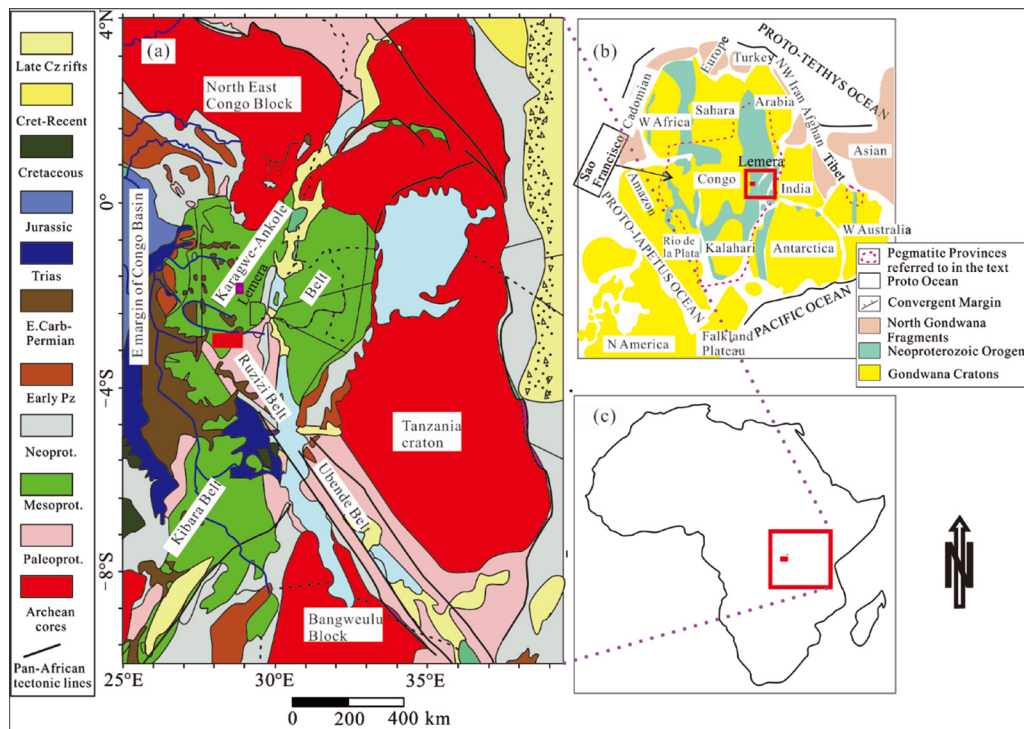 Late Cz rifts
Cret-Recent
Cretaceous
Jurassic
Trias
E.Carb-
Permian
Early Pz
Neoprot.
Mesoprot.
Paleoprot.
Archean
cores
Pan-African
tectonic lines
(a)
4°N
0°
−4°S
−8°S
25°E
30°E
35°E
0
200
400 km
North East
Congo Block
E margin of Congo Basin
Karagwe-Ankole
Belt
Lemera
Ruzizi Belt
Tanzania
craton
Ubende Belt
Kibara Belt
Bangweulu
Block
(b)
PROTO-TETHYS OCEAN
Europe
Turkey
NW Iran
Cadomian
Sahara
Arabia
W Africa
Afghan
Asian
Sao
Francisco
Lemera
Tibet
Amazon
Congo
India
PROTO-IAPETUS OCEAN
Rio de
la Plata
Kalahari
Antarctica
W Australia
N America
Falkland
Plateau
PACIFIC OCEAN
Pegmatite Provinces
referred to in the text
Proto Ocean
Convergent Margin
North Gondwana
Fragments
Neoproterozoic Orogen
Gondwana Cratons
(c)
N